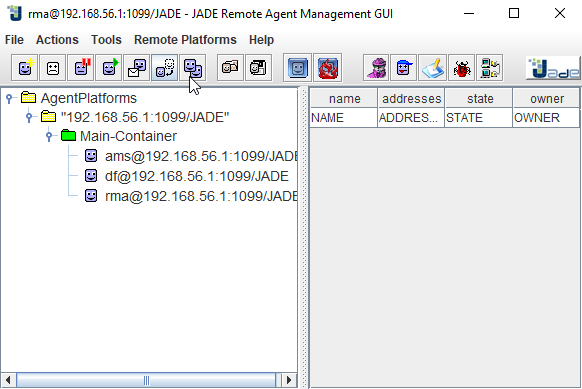 rma@192.168.56.1:1099/JADE - JADE Remote Agent Management GUI
File Actions Tools Remote Platforms Help
Jade
AgentPlatforms
"192.168.56.1:1099/JADE"
Main-Container
ams@192.168.56.1:1099/JADE
df@192.168.56.1:1099/JADE
rma@192.168.56.1:1099/JADE
name addresses state owner
NAME ADDRES... STATE OWNER